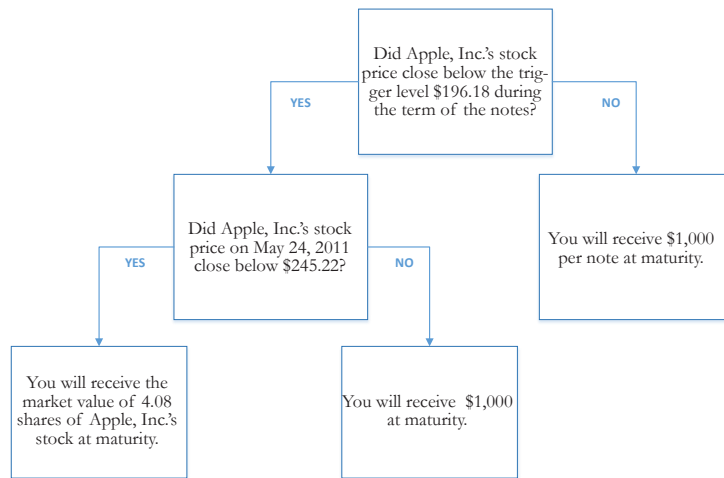 Did Apple, Inc.'s stock
price close below the trig-
ger level $196.18 during
the term of the notes?
YES
NO
Did Apple, Inc.'s stock
price on May 24, 2011
close below $245.22?
You will receive $1,000
per note at maturity.
YES
NO
You will receive the
market value of 4.08
shares of Apple, Inc.'s
stock at maturity.
You will receive $1,000
at maturity.